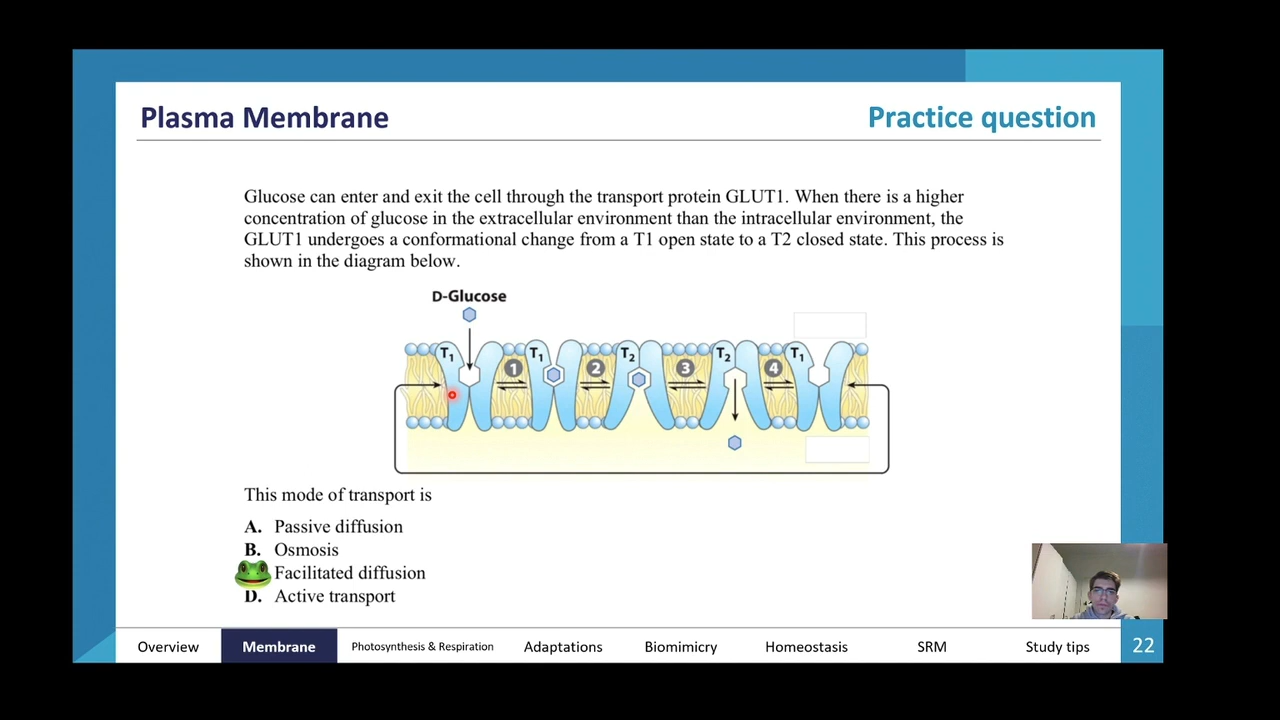 Plasma Membrane
Practice question
Glucose can enter and exit the cell through the transport protein GLUT1. When there is a higher
concentration of glucose in the extracellular environment than the intracellular environment, the
GLUT1 undergoes a conformational change from a T1 open state to a T2 closed state. This process is
shown in the diagram below.
D-Glucose
T1 1 T1 2 T2 3 T2 4 T1
This mode of transport is
A. Passive diffusion
B. Osmosis
Facilitated diffusion
D. Active transport
Overview Membrane Photosynthesis & Respiration Adaptations Biomimicry Homeostasis SRM Study tips 22